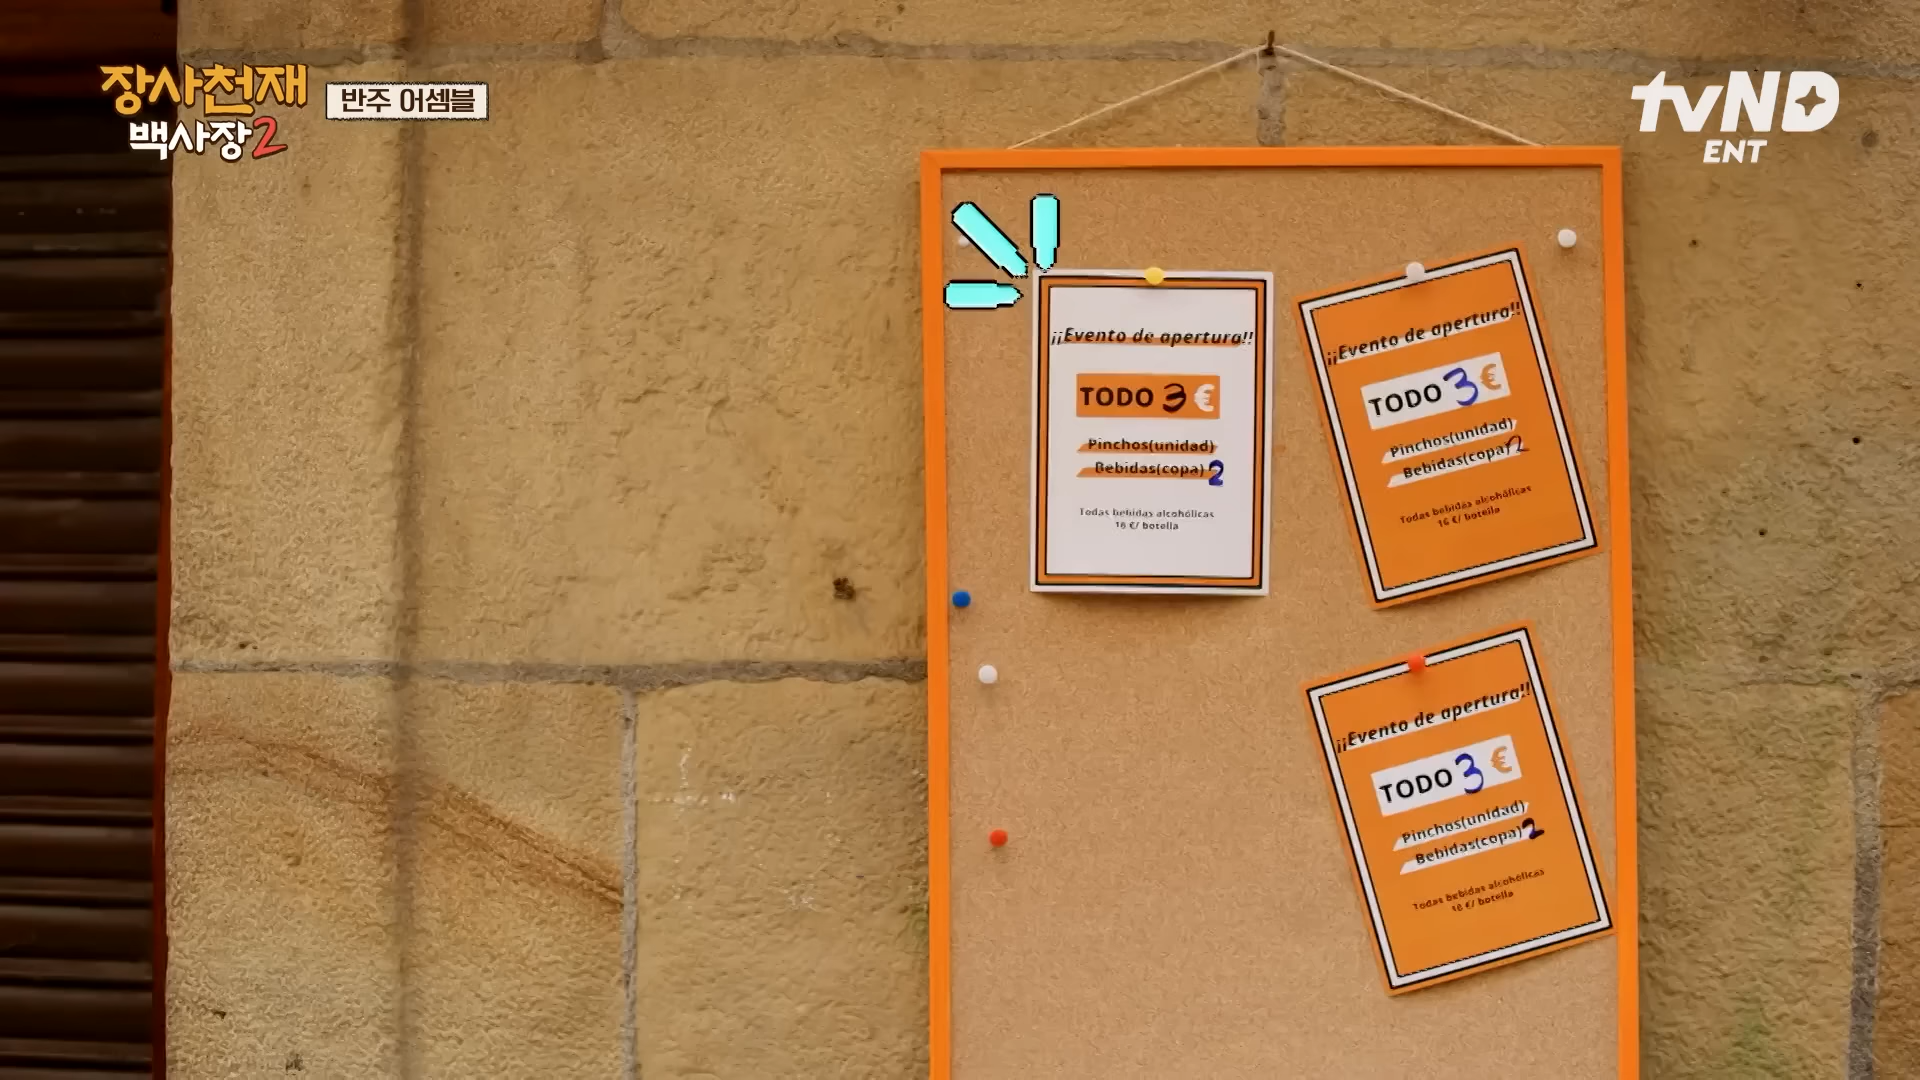 장사천재
백사장2
반주 어셈블
tvND
ENT
¡¡Evento de apertura!!
TODO 3 €
Pinchos(unidad)
Bebidas(copa) 2
Todas bebidas alcohólicas
16 €/ botella
¡¡Evento de apertura!!
TODO 3 €
Pinchos(unidad)
Bebidas(copa) 2
Todas bebidas alcohólicas
16 €/ botella
¡¡Evento de apertura!!
TODO 3 €
Pinchos(unidad)
Bebidas(copa) 2
Todas bebidas alcohólicas
16 €/ botella